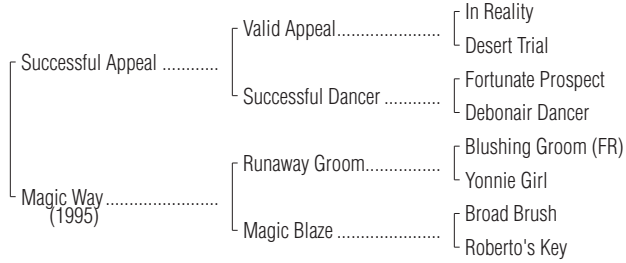 In Reality
Valid Appeal................................
Desert Trial
Successful Appeal ............
Fortunate Prospect
Successful Dancer ............
Debonair Dancer
Blushing Groom (FR)
Runaway Groom................
Yonnie Girl
Magic Way........................
(1995)
Broad Brush
Magic Blaze ......................
Roberto's Key